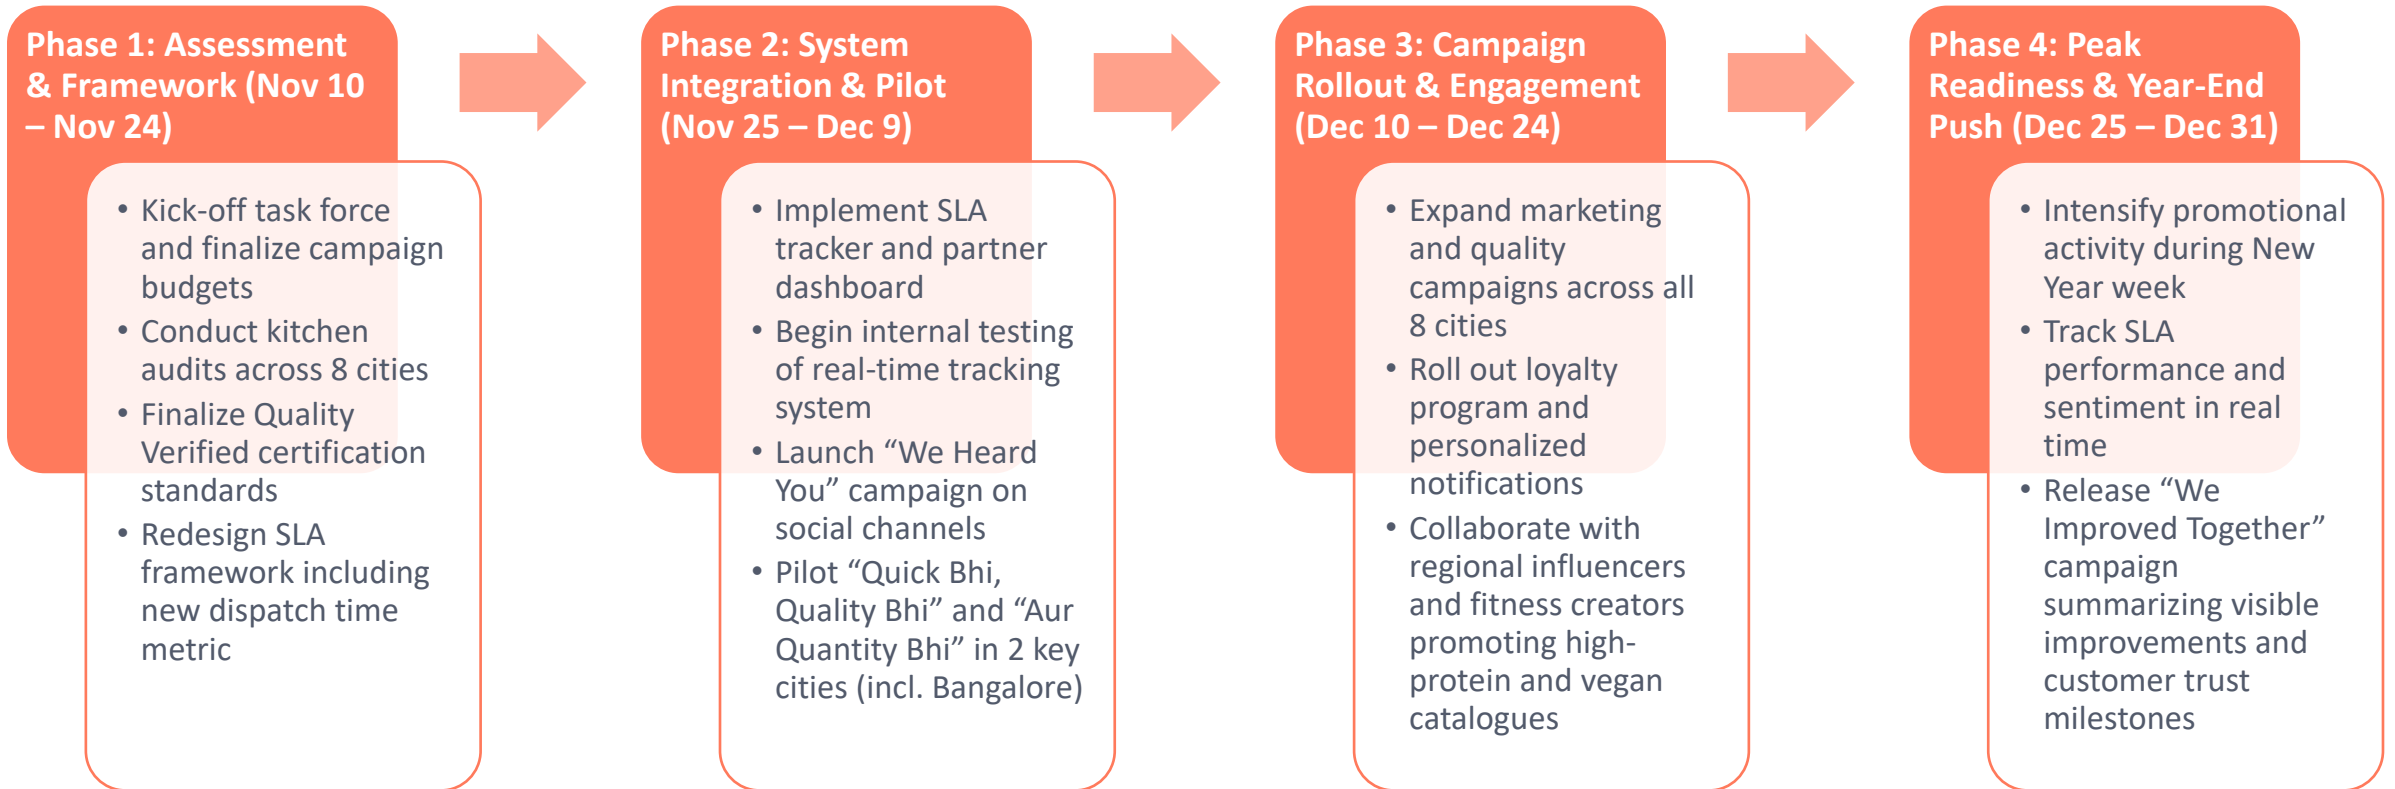 Phase 1: Assessment
& Framework (Nov 10
– Nov 24)
• Kick-off task force
and finalize campaign
budgets
• Conduct kitchen
audits across 8 cities
• Finalize Quality
Verified certification
standards
• Redesign SLA
framework including
new dispatch time
metric
Phase 2: System
Integration & Pilot
(Nov 25 – Dec 9)
• Implement SLA
tracker and partner
dashboard
• Begin internal testing
of real-time tracking
system
• Launch “We Heard
You” campaign on
social channels
• Pilot “Quick Bhi,
Quality Bhi” and “Aur
Quantity Bhi” in 2 key
cities (incl. Bangalore)
Phase 3: Campaign
Rollout & Engagement
(Dec 10 – Dec 24)
• Expand marketing
and quality
campaigns across all
8 cities
• Roll out loyalty
program and
personalized
notifications
• Collaborate with
regional influencers
and fitness creators
promoting high-
protein and vegan
catalogues
Phase 4: Peak
Readiness & Year-End
Push (Dec 25 – Dec 31)
• Intensify promotional
activity during New
Year week
• Track SLA
performance and
sentiment in real
time
• Release “We
Improved Together”
campaign
summarizing visible
improvements and
customer trust
milestones